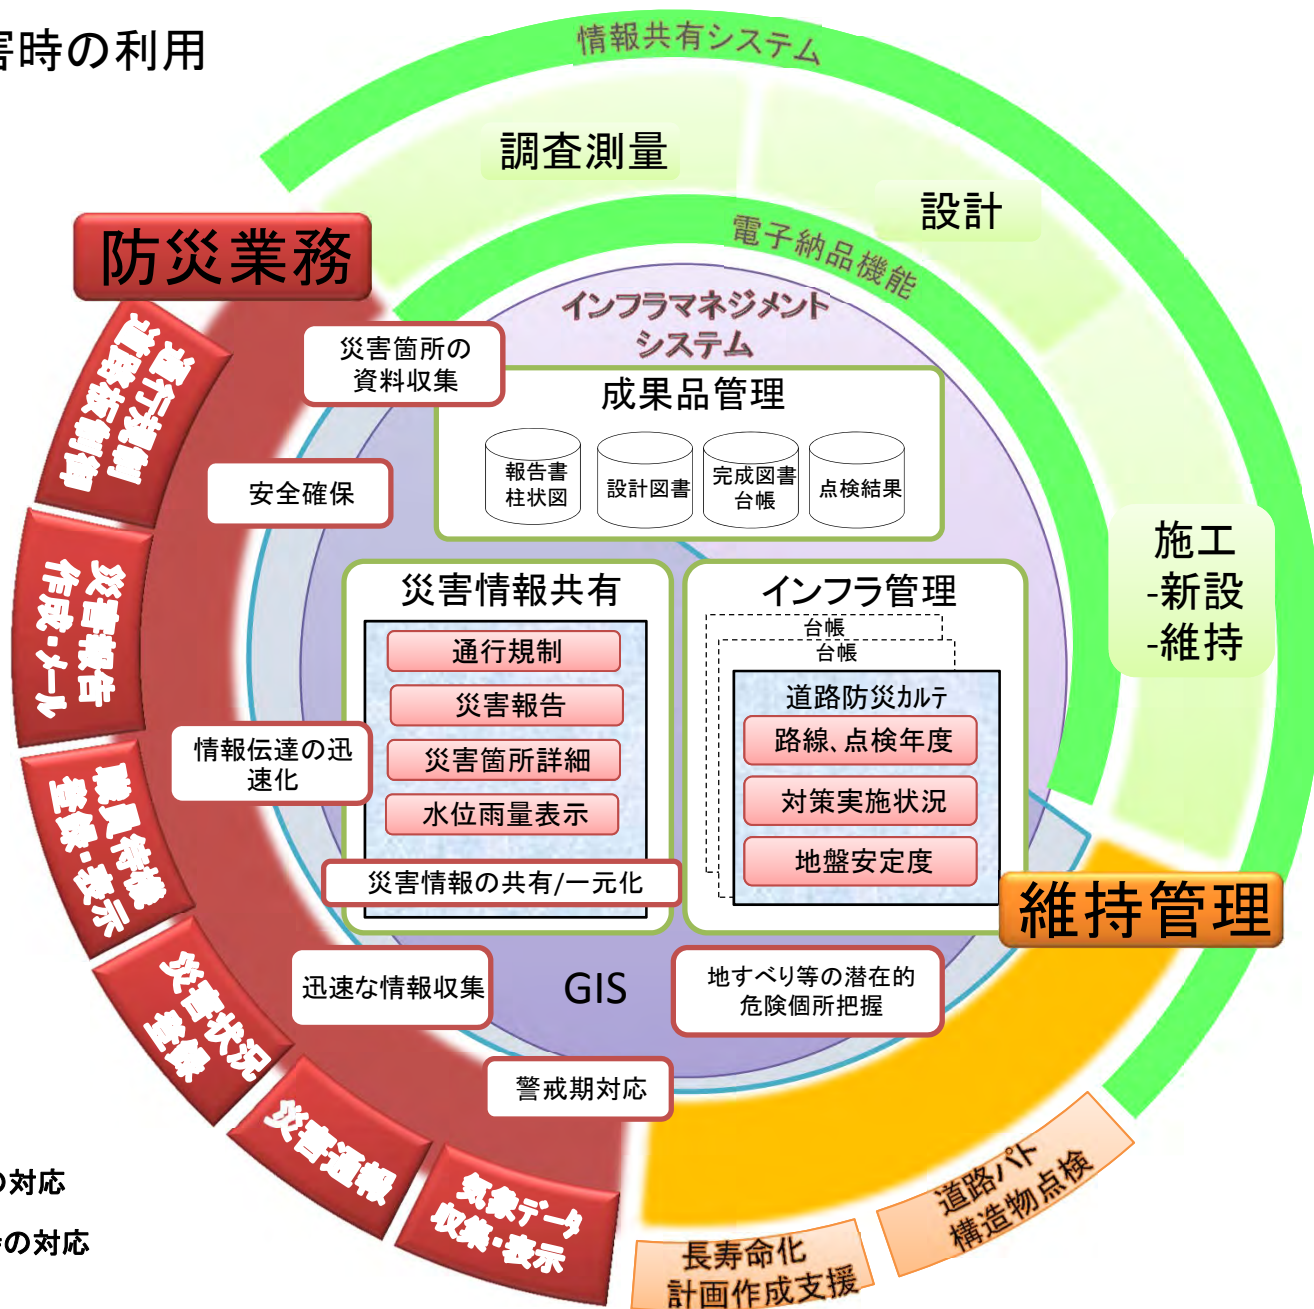 害時の利用
情報共有システム
調査測量
設計
電子納品機能
防災業務
インフラマネジメント
システム
災害箇所の
資料収集
成果品管理
報告書
柱状図
設計図書
完成図書
台帳
点検結果
通行規制
道路表示制御
安全確保
施工
-新設
-維持
災害情報共有
通行規制
災害報告
災害箇所詳細
水位雨量表示
災害情報の共有/一元化
インフラ管理
台帳
台帳
道路防災ｶﾙﾃ
路線、点検年度
対策実施状況
地盤安定度
災害報告
作成・メール
情報伝達の迅
速化
職員待機
登録・表示
維持管理
迅速な情報収集
GIS
地すべり等の潜在的
危険個所把握
災害状況
登録
警戒期対応
災害通報
気象データ
収集・表示
道路パト
構造物点検
長寿命化
計画作成支援
の対応
の対応